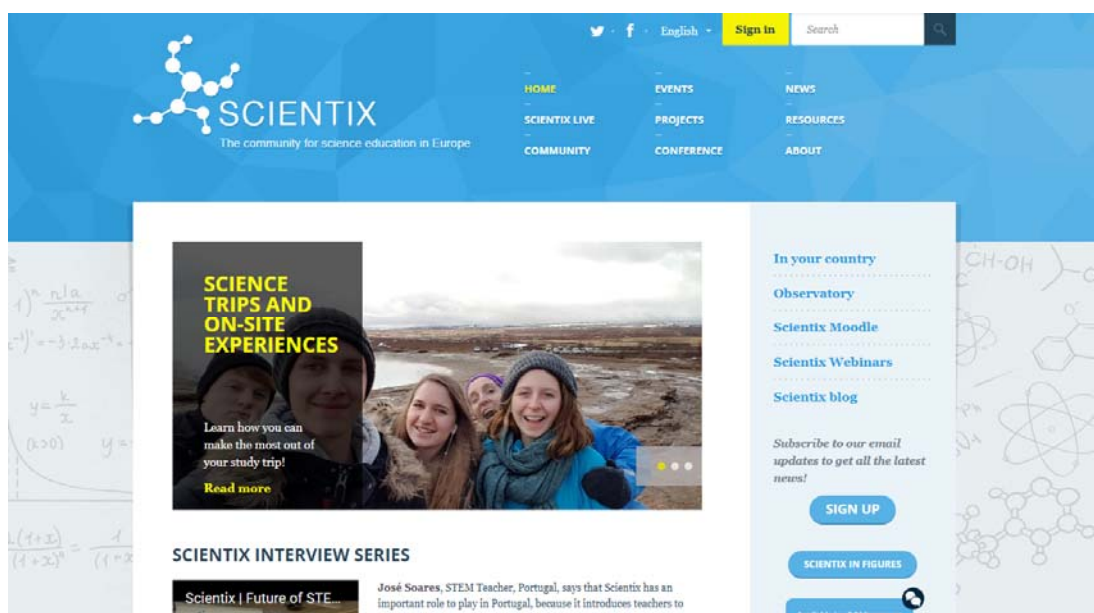 English
Sign in
Search
SCIENTIX
The community for science education in Europe
HOME
EVENTS
NEWS
SCIENTIX LIVE
PROJECTS
RESOURCES
COMMUNITY
CONFERENCE
ABOUT
SCIENCE
TRIPS AND
ON-SITE
EXPERIENCES
Learn how you can
make the most out of
your study trip!
Read more
In your country
Observatory
Scientix Moodle
Scientix Webinars
Scientix blog
Subscribe to our email
updates to get all the latest
news!
SIGN UP
SCIENTIX IN FIGURES
SCIENTIX INTERVIEW SERIES
Scientix | Future of STE...
José Soares, STEM Teacher, Portugal, says that Scientix has an
important role to play in Portugal, because it introduces teachers to
CH-OH